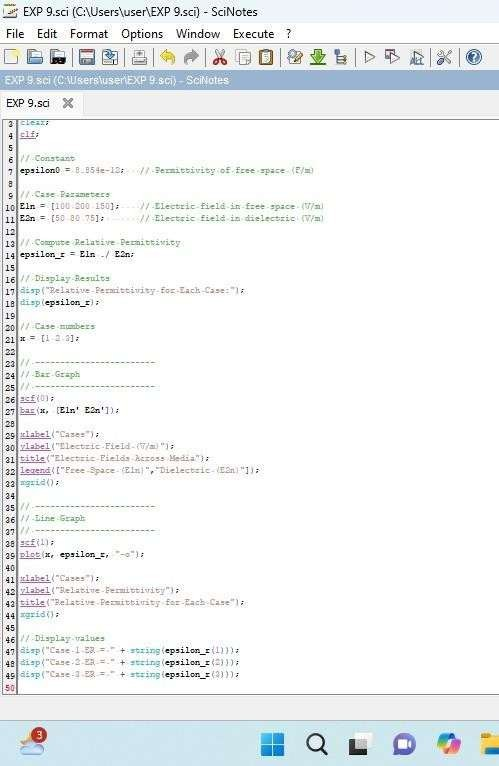 EXP 9.sci (C:\Users\user\EXP 9.sci) - SciNotes
File Edit Format Options Window Execute ?
EXP 9.sci (C:\Users\user\EXP 9.sci) - SciNotes
EXP 9.sci
3 clear;
4 clf;
5
6 // Constant
7 epsilon0 = 8.854e-12; // Permittivity of free space (F/m)
8
9 // Case Parameters
10 E1n = [100 200 150]; // Electric field in free space (V/m)
11 E2n = [50 80 75]; // Electric field in dielectric (V/m)
12
13 // Compute Relative Permittivity
14 epsilon_r = E1n ./ E2n;
15
16 // Display Results
17 disp("Relative Permittivity for Each Case:");
18 disp(epsilon_r);
19
20 // Case numbers
21 x = [1 2 3];
22
23 // ------------------------
24 // Bar Graph
25 // ------------------------
26 scf(0);
27 bar(x, [E1n' E2n']);
28
29 xlabel("Cases");
30 ylabel("Electric Field (V/m)");
31 title("Electric Fields Across Media");
32 legend(["Free Space (E1n)","Dielectric (E2n)"]);
33 xgrid();
34
35 // ------------------------
36 // Line Graph
37 // ------------------------
38 scf(1);
39 plot(x, epsilon_r, "-o");
40
41 xlabel("Cases");
42 ylabel("Relative Permittivity");
43 title("Relative Permittivity for Each Case");
44 xgrid();
45
46 // Display values
47 disp("Case 1 ER = " + string(epsilon_r(1)));
48 disp("Case 2 ER = " + string(epsilon_r(2)));
49 disp("Case 3 ER = " + string(epsilon_r(3)));
50
3